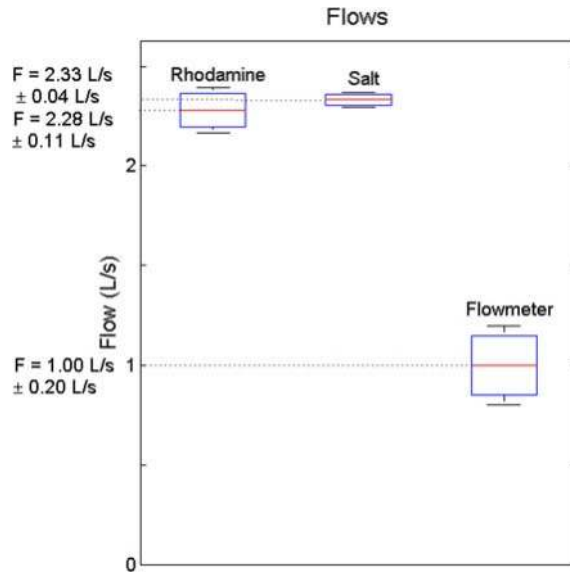 Flows
F = 2.33 L/s
± 0.04 L/s
F = 2.28 L/s
± 0.11 L/s
Rhodamine
Salt
2
Flow (L/s)
Flowmeter
F = 1.00 L/s
± 0.20 L/s
1
0